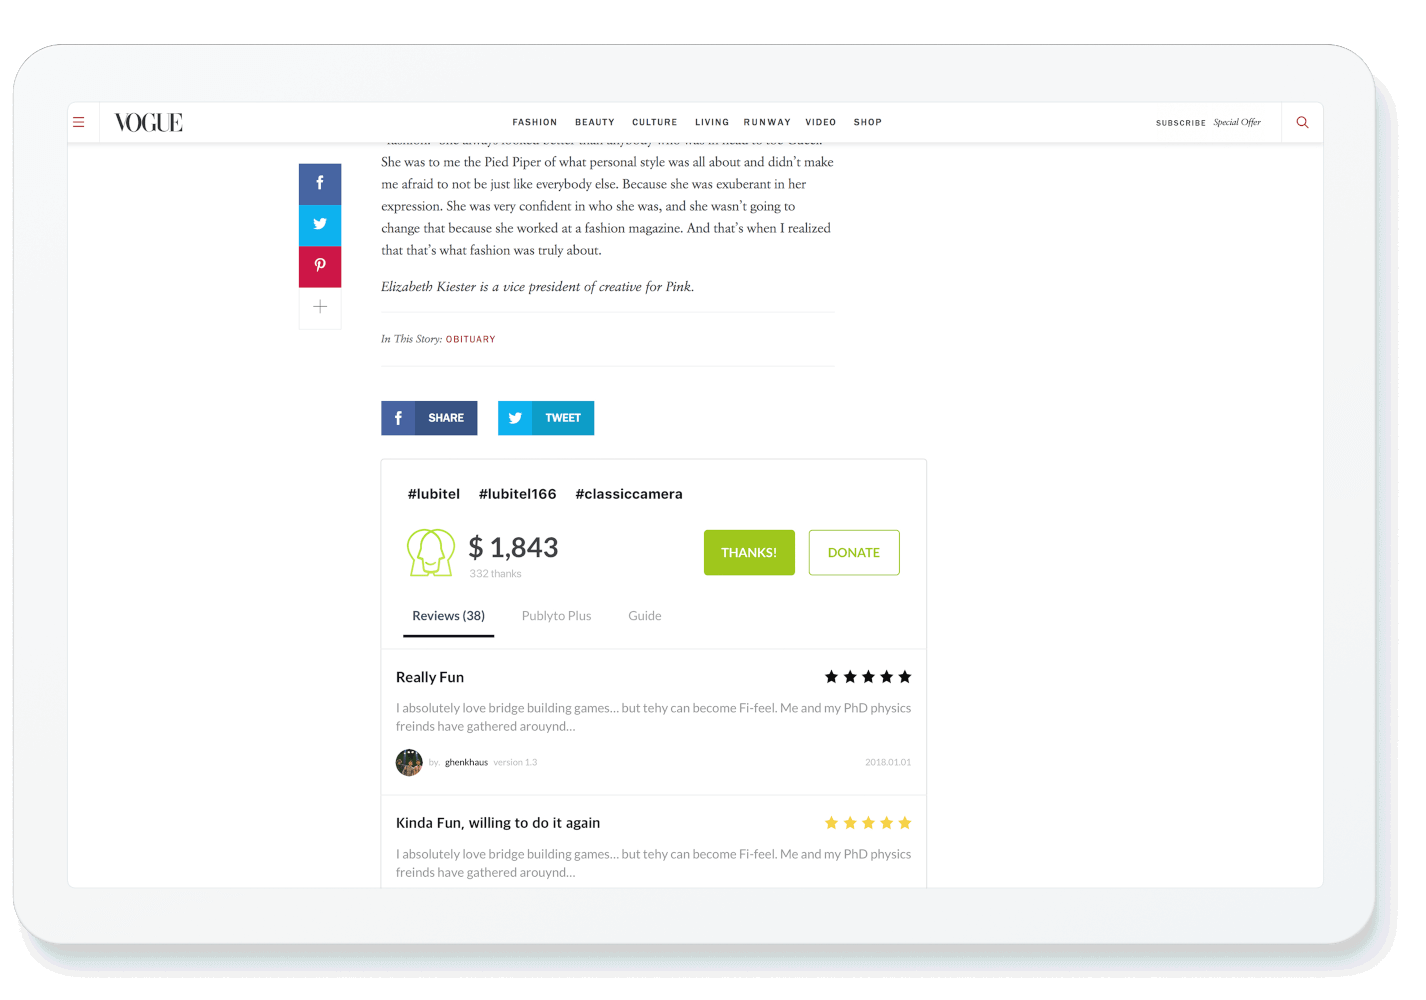 VOGUE
FASHION BEAUTY CULTURE LIVING RUNWAY VIDEO SHOP
SUBSCRIBE Special Offer
She was to me the Pied Piper of what personal style was all about and didn't make
me afraid to not be just like everybody else. Because she was exuberant in her
expression. She was very confident in who she was, and she wasn't going to
change that because she worked at a fashion magazine. And that's when I realized
that that's what fashion was truly about.
Elizabeth Kiester is a vice president of creative for Pink.
In This Story: OBITUARY
SHARE TWEET
#lubitel #lubitel166 #classiccamera
$ 1,843
332 thanks
THANKS! DONATE
Reviews (38) Publyto Plus Guide
Really Fun
I absolutely love bridge building games... but tehy can become Fi-feel. Me and my PhD physics
freinds have gathered arouynd...
by. ghenkhaus version 1.3 2018.01.01
Kinda Fun, willing to do it again
I absolutely love bridge building games... but tehy can become Fi-feel. Me and my PhD physics
freinds have gathered arouynd...